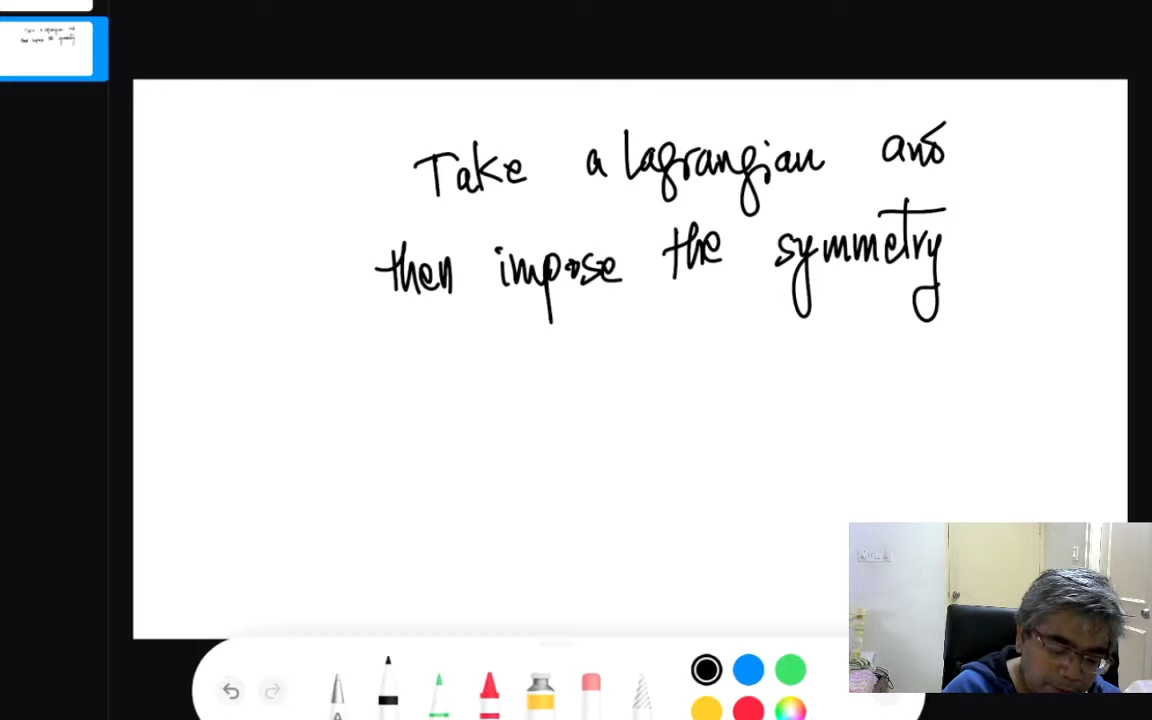 Take a Lagrangian and
then impose the symmetry